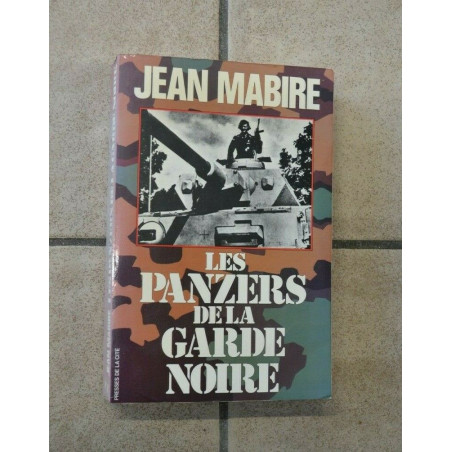 JEAN MABIRE
LES
PANZERS
DE LA
GARDE
NOIRE
PRESSES DE LA CITÉ